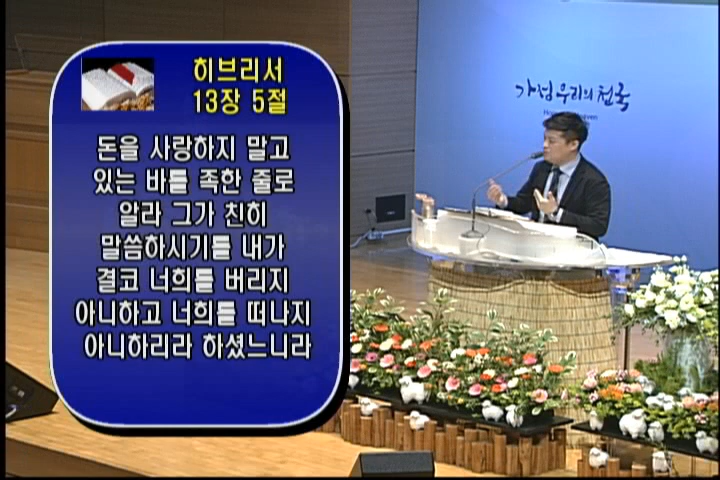 히브리서
13장 5절
돈을 사랑하지 말고
있는 바를 족한 줄로
알라 그가 친히
말씀하시기를 내가
결코 너희를 버리지
아니하고 너희를 떠나지
아니하리라 하셨느니라
가정 우리의 천국